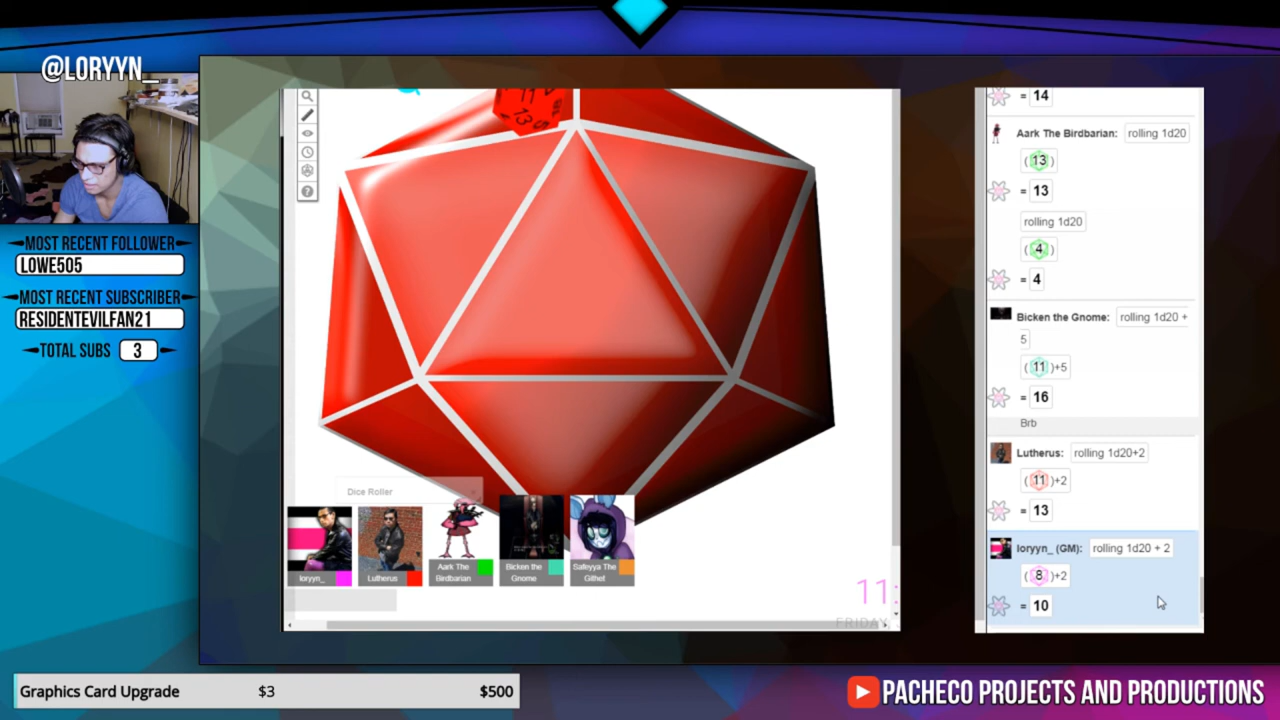 @LORYYN_
MOST RECENT FOLLOWER
LOWE505
MOST RECENT SUBSCRIBER
RESIDENTEVILFAN21
TOTAL SUBS 3
11
13
Dice Roller
loryyn_
Lutherus
Aark The
Birdbarian
Bicken the
Gnome
Safeyya The
Githet
11:
FRIDAY,
= 14
Aark The Birdbarian: rolling 1d20
(13)
= 13
rolling 1d20
(4)
= 4
Bicken the Gnome: rolling 1d20 +
5
(11)+5
= 16
Brb
Lutherus: rolling 1d20+2
(11)+2
= 13
loryyn_ (GM): rolling 1d20 + 2
(8)+2
= 10
Graphics Card Upgrade $3 $500
PACHECO PROJECTS AND PRODUCTIONS